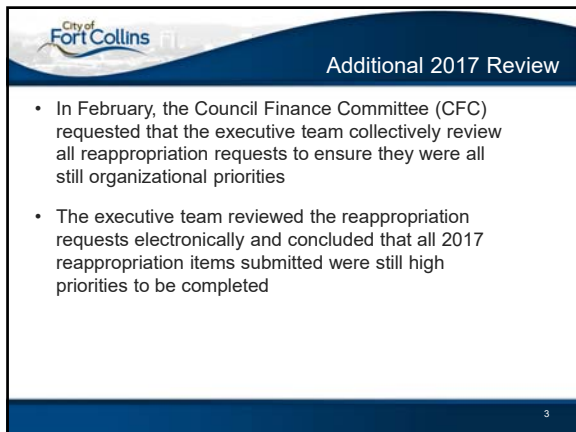 City of
Fort Collins
Additional 2017 Review
• In February, the Council Finance Committee (CFC)
requested that the executive team collectively review
all reappropriation requests to ensure they were all
still organizational priorities
• The executive team reviewed the reappropriation
requests electronically and concluded that all 2017
reappropriation items submitted were still high
priorities to be completed
3